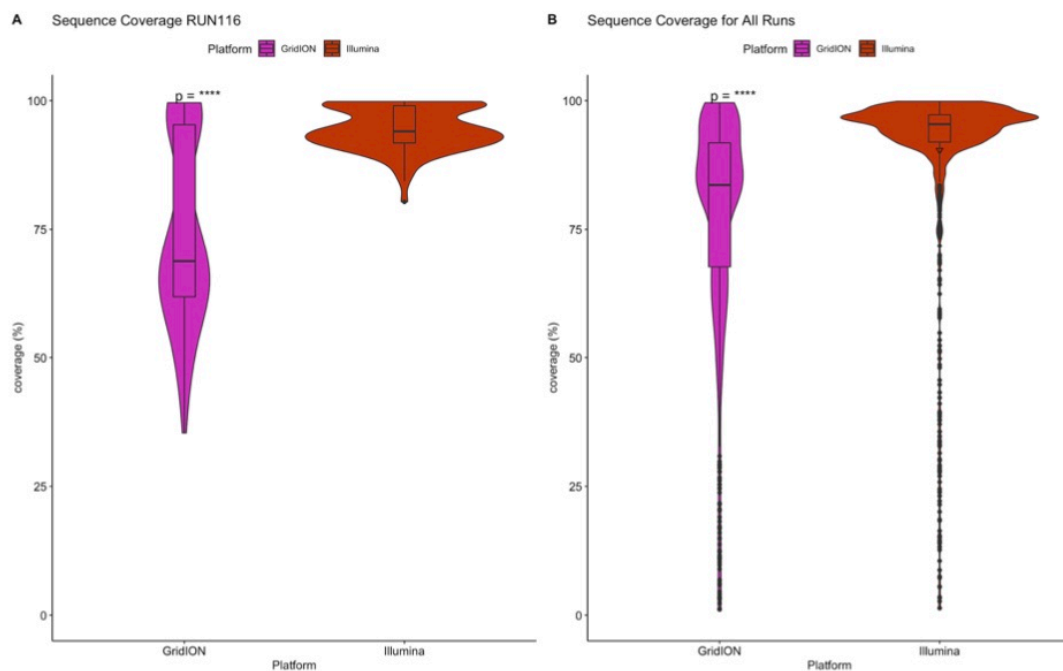 A Sequence Coverage RUN116
Platform GridION Illumina
p = ****
100
75
50
25
0
coverage (%)
GridION Illumina
Platform
B Sequence Coverage for All Runs
Platform GridION Illumina
p = ****
100
75
50
25
0
coverage (%)
GridION Illumina
Platform